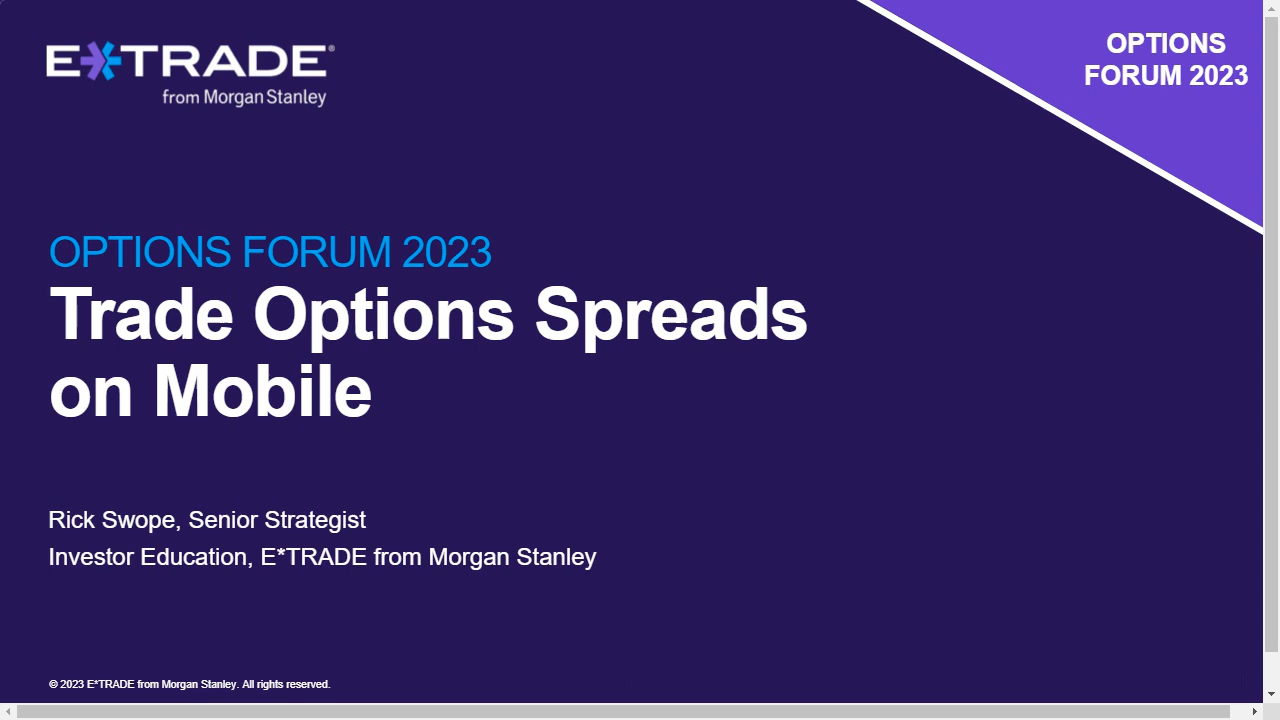 E*TRADE®
from Morgan Stanley
OPTIONS
FORUM 2023
OPTIONS FORUM 2023
Trade Options Spreads
on Mobile
Rick Swope, Senior Strategist
Investor Education, E*TRADE from Morgan Stanley
© 2023 E*TRADE from Morgan Stanley. All rights reserved.